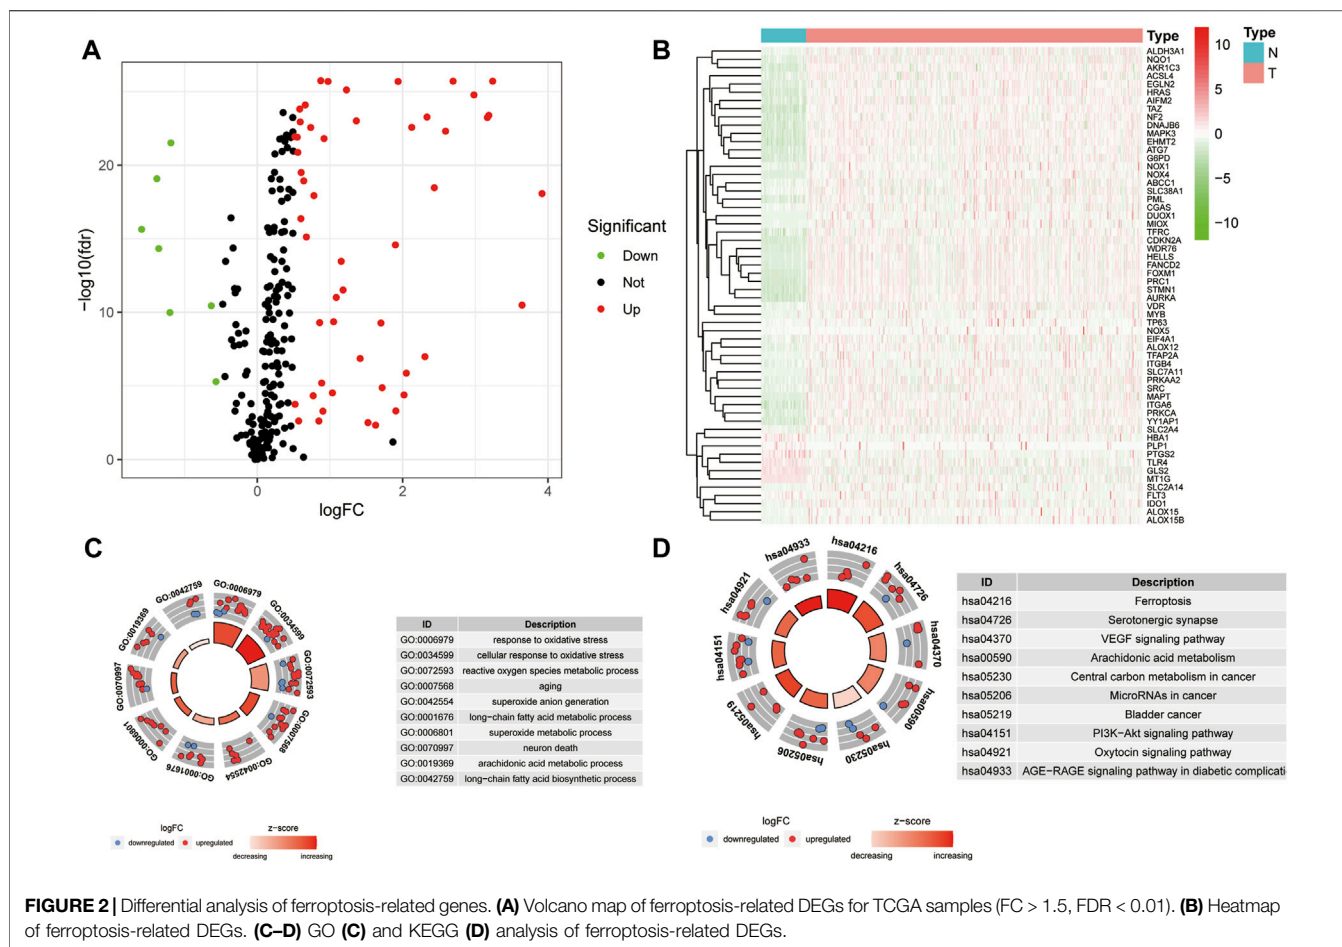 A
−log10(fdr)
20
10
0
0
2
4
logFC
Significant
Down
Not
Up
B
Type
ALDH3A1
NQO1
AKR1C3
ACSL4
EGLN2
HRAS
AIFM2
TAZ
NF2
DNAJB6
MAPK3
EHMT2
ATG7
G6PD
NOX1
NOX4
ABCC1
SLC38A1
PML
CGAS
DUOX1
MIOX
TFRC
CDKN2A
WDR76
HELLS
FANCD2
FOXM1
PRC1
STMN1
AURKA
VDR
MYB
TP63
NOX5
EIF4A1
ALOX12
TFAP2A
ITGB4
SLC7A11
PRKAA2
SRC
MAPT
ITGA6
PRKCA
YY1AP1
SLC2A4
HBA1
PLP1
PTGS2
TLR4
GLS2
MT1G
SLC2A14
FLT3
IDO1
ALOX15
ALOX15B
10
5
0
−5
−10
Type
N
T
C
GO:0006979
GO:0034599
GO:0072593
GO:0007568
GO:0042554
GO:0001676
GO:0006801
GO:0070997
GO:0019369
GO:0042759
ID Description
GO:0006979 response to oxidative stress
GO:0034599 cellular response to oxidative stress
GO:0072593 reactive oxygen species metabolic process
GO:0007568 aging
GO:0042554 superoxide anion generation
GO:0001676 long−chain fatty acid metabolic process
GO:0006801 superoxide metabolic process
GO:0070997 neuron death
GO:0019369 arachidonic acid metabolic process
GO:0042759 long−chain fatty acid biosynthetic process
logFC
downregulated upregulated
z−score
decreasing increasing
D
hsa04216
hsa04726
hsa04370
hsa00590
hsa05230
hsa05206
hsa05219
hsa04151
hsa04921
hsa04933
ID Description
hsa04216 Ferroptosis
hsa04726 Serotonergic synapse
hsa04370 VEGF signaling pathway
hsa00590 Arachidonic acid metabolism
hsa05230 Central carbon metabolism in cancer
hsa05206 MicroRNAs in cancer
hsa05219 Bladder cancer
hsa04151 PI3K−Akt signaling pathway
hsa04921 Oxytocin signaling pathway
hsa04933 AGE−RAGE signaling pathway in diabetic complicati
logFC
downregulated upregulated
z−score
decreasing increasing
FIGURE 2 | Differential analysis of ferroptosis-related genes. (A) Volcano map of ferroptosis-related DEGs for TCGA samples (FC > 1.5, FDR < 0.01). (B) Heatmap
of ferroptosis-related DEGs. (C–D) GO (C) and KEGG (D) analysis of ferroptosis-related DEGs.